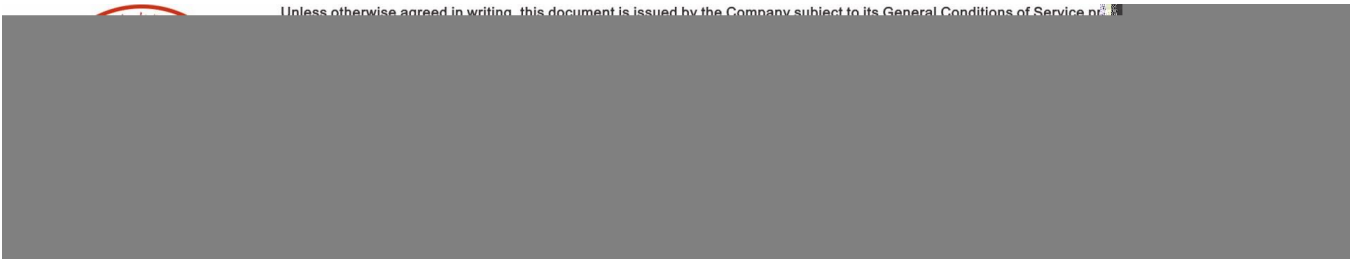 Unless otherwise agreed in writing, this document is issued by the Company subject to its General Conditions of Service